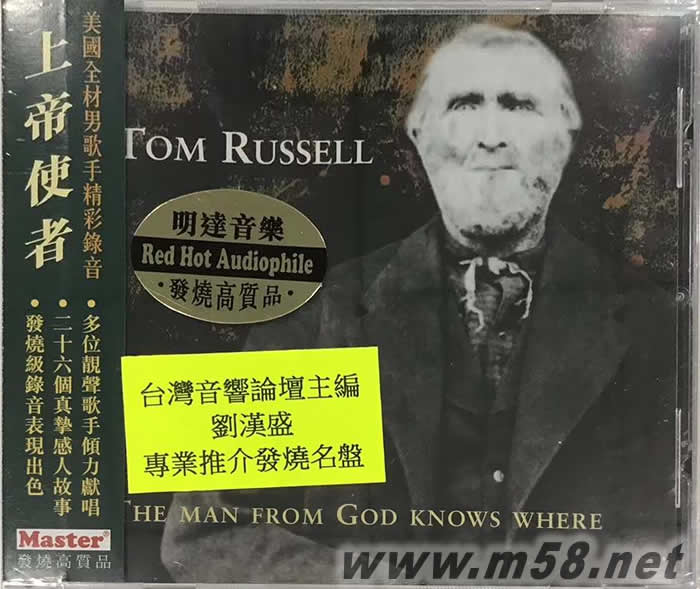 美國全材男歌手精彩錄音
上帝使者
•多位靚聲歌手傾力獻唱
•二十六個真摯感人故事
•發燒級錄音表現出色
Master®
發燒高質品
TOM RUSSELL
明達音樂
Red Hot Audiophile
•發燒高質品•
台灣音響論壇主編
劉漢盛
專業推介發燒名盤
THE MAN FROM GOD KNOWS WHERE
www.m58.net